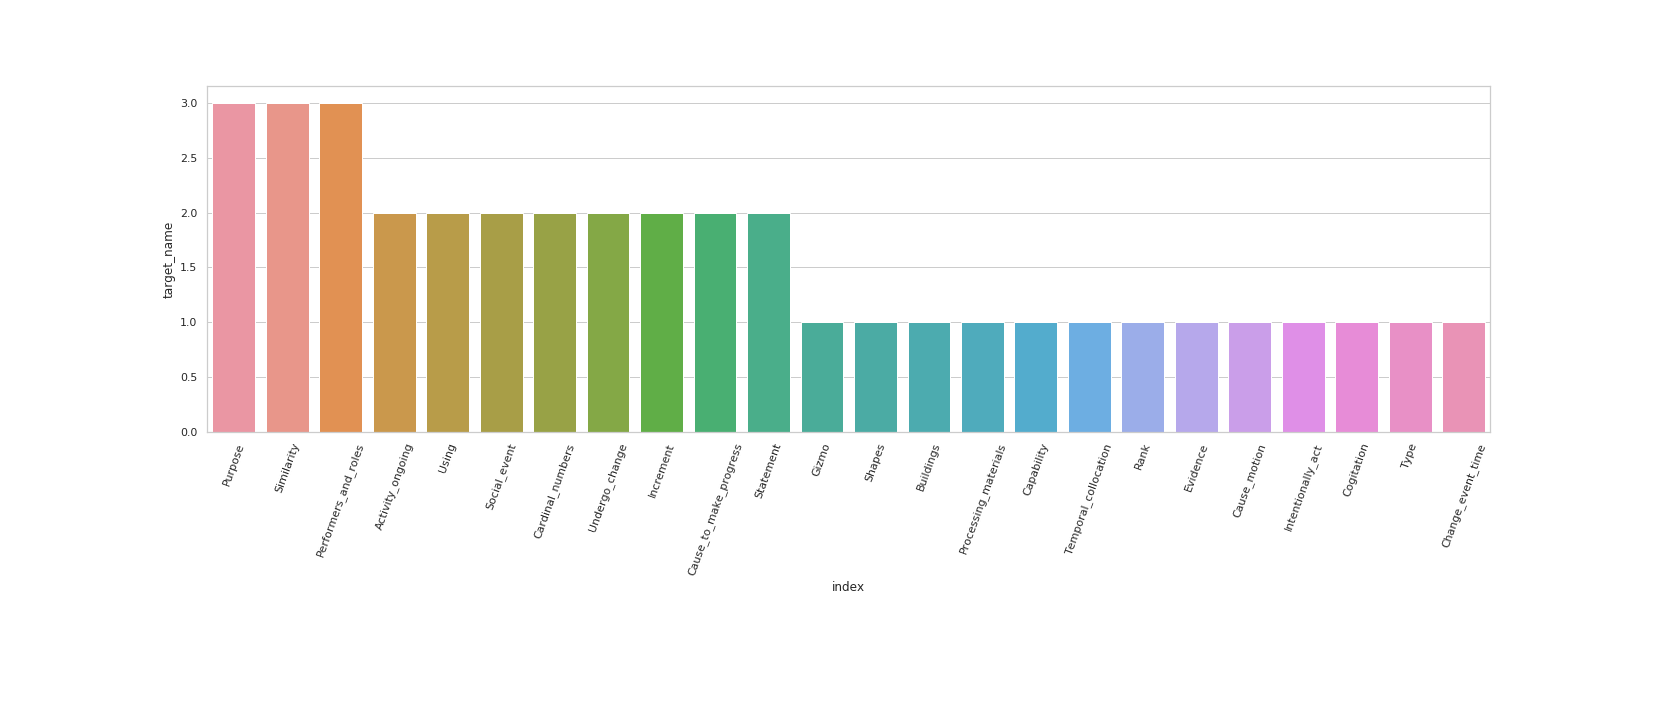 3.0
2.5
2.0
1.5
1.0
0.5
0.0
target_name
Purpose
Similarity
Performers_and_roles
Activity_ongoing
Using
Social_event
Cardinal_numbers
Undergo_change
Increment
Cause_to_make_progress
Statement
Gizmo
Shapes
Buildings
Processing_materials
Capability
Temporal_collocation
Rank
Evidence
Cause_motion
Intentionally_act
Cogitation
Type
Change_event_time
index